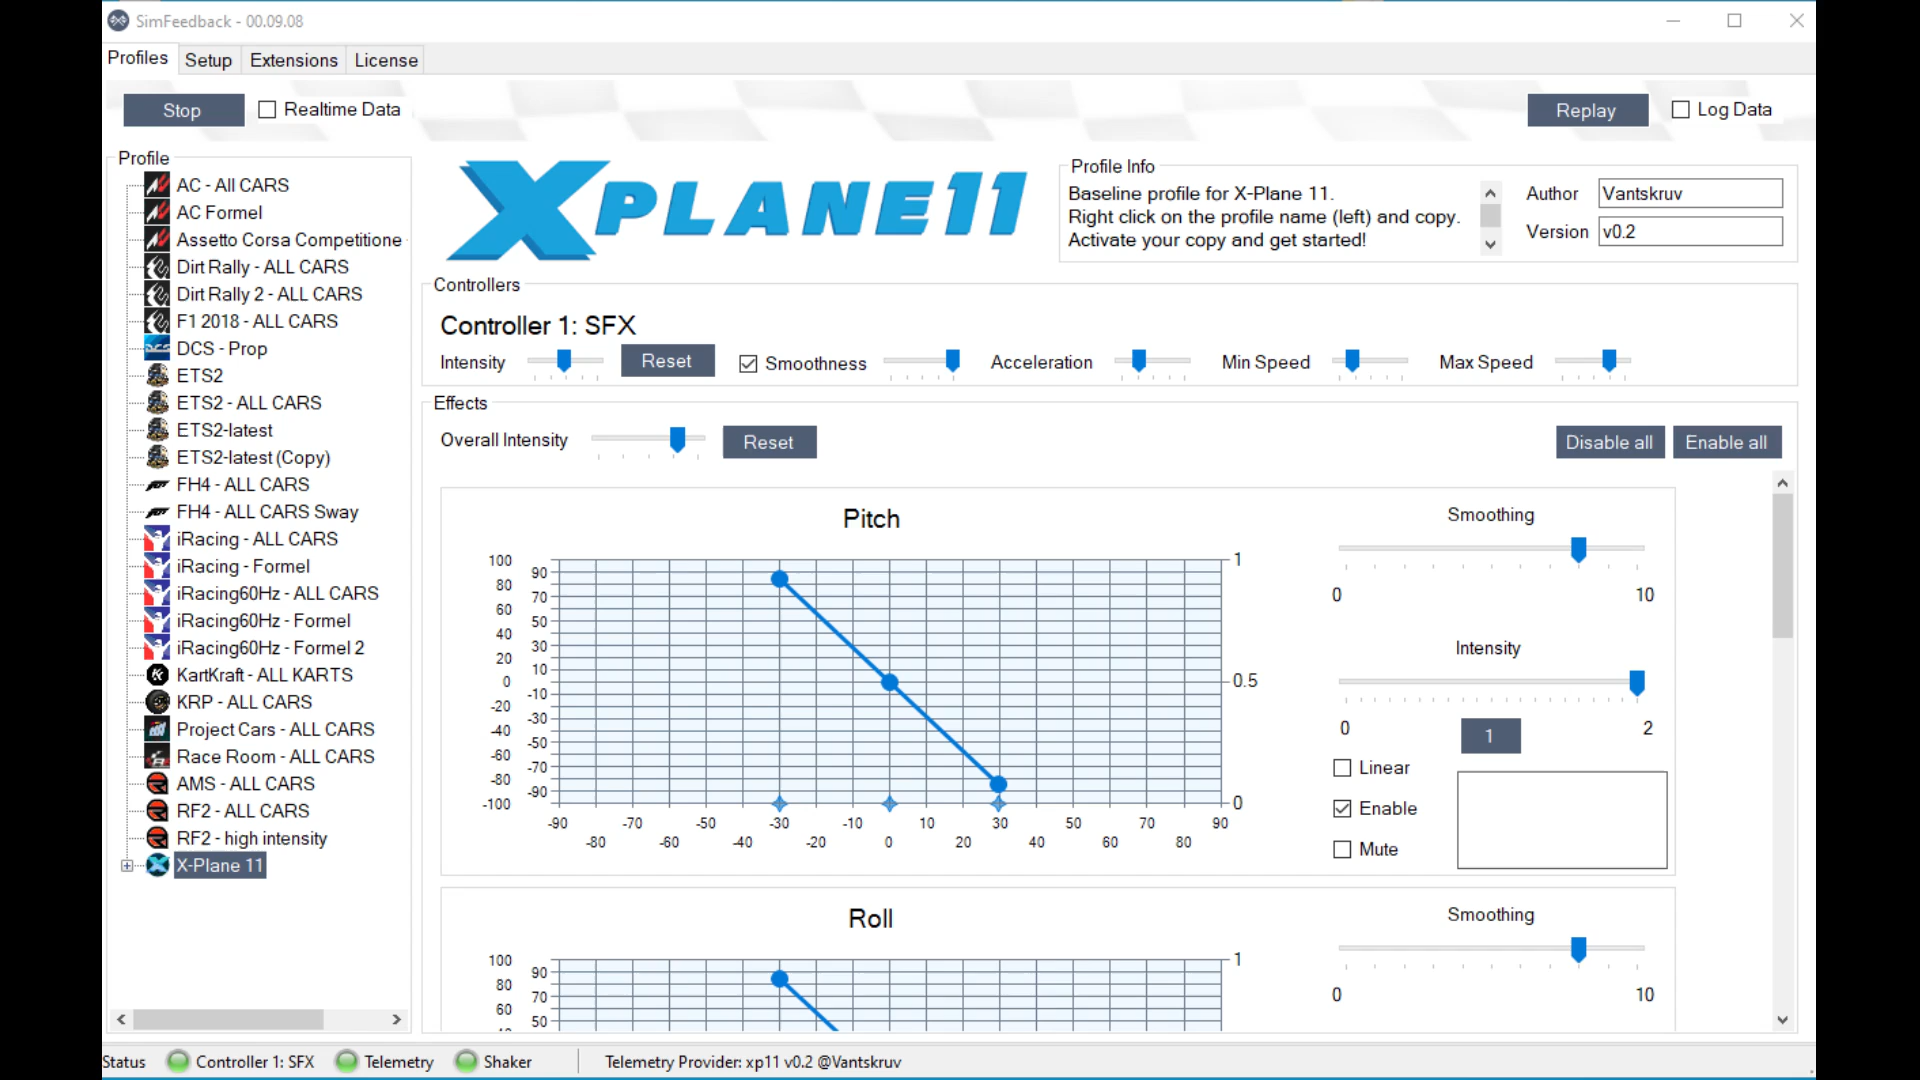 SimFeedback - 00.09.08
Profiles
Setup
Extensions
License
Stop
Realtime Data
Replay
Log Data
Profile
AC - All CARS
AC Formel
Assetto Corsa Competitione
Dirt Rally - ALL CARS
Dirt Rally 2 - ALL CARS
F1 2018 - ALL CARS
DCS - Prop
ETS2
ETS2 - ALL CARS
ETS2-latest
ETS2-latest (Copy)
FH4 - ALL CARS
FH4 - ALL CARS Sway
iRacing - ALL CARS
iRacing - Formel
iRacing60Hz - ALL CARS
iRacing60Hz - Formel
iRacing60Hz - Formel 2
KartKraft - ALL KARTS
KRP - ALL CARS
Project Cars - ALL CARS
Race Room - ALL CARS
AMS - ALL CARS
RF2 - ALL CARS
RF2 - high intensity
X-Plane 11
XPLANE11
Profile Info
Baseline profile for X-Plane 11.
Right click on the profile name (left) and copy.
Activate your copy and get started!
Author Vantskruv
Version v0.2
Controllers
Controller 1: SFX
Intensity Reset Smoothness Acceleration Min Speed Max Speed
Effects
Overall Intensity Reset Disable all Enable all
Pitch
100
90
80
70
60
50
40
30
20
10
0
-10
-20
-30
-40
-50
-60
-70
-80
-90
-100
1
0.5
0
-90 -70 -50 -30 -10 10 30 50 70 90
-80 -60 -40 -20 0 20 40 60 80
Smoothing
0 10
Intensity
0 2
1
Linear
Enable
Mute
Roll
100
90
80
70
60
50
1
Smoothing
0 10
Status Controller 1: SFX Telemetry Shaker Telemetry Provider: xp11 v0.2 @Vantskruv